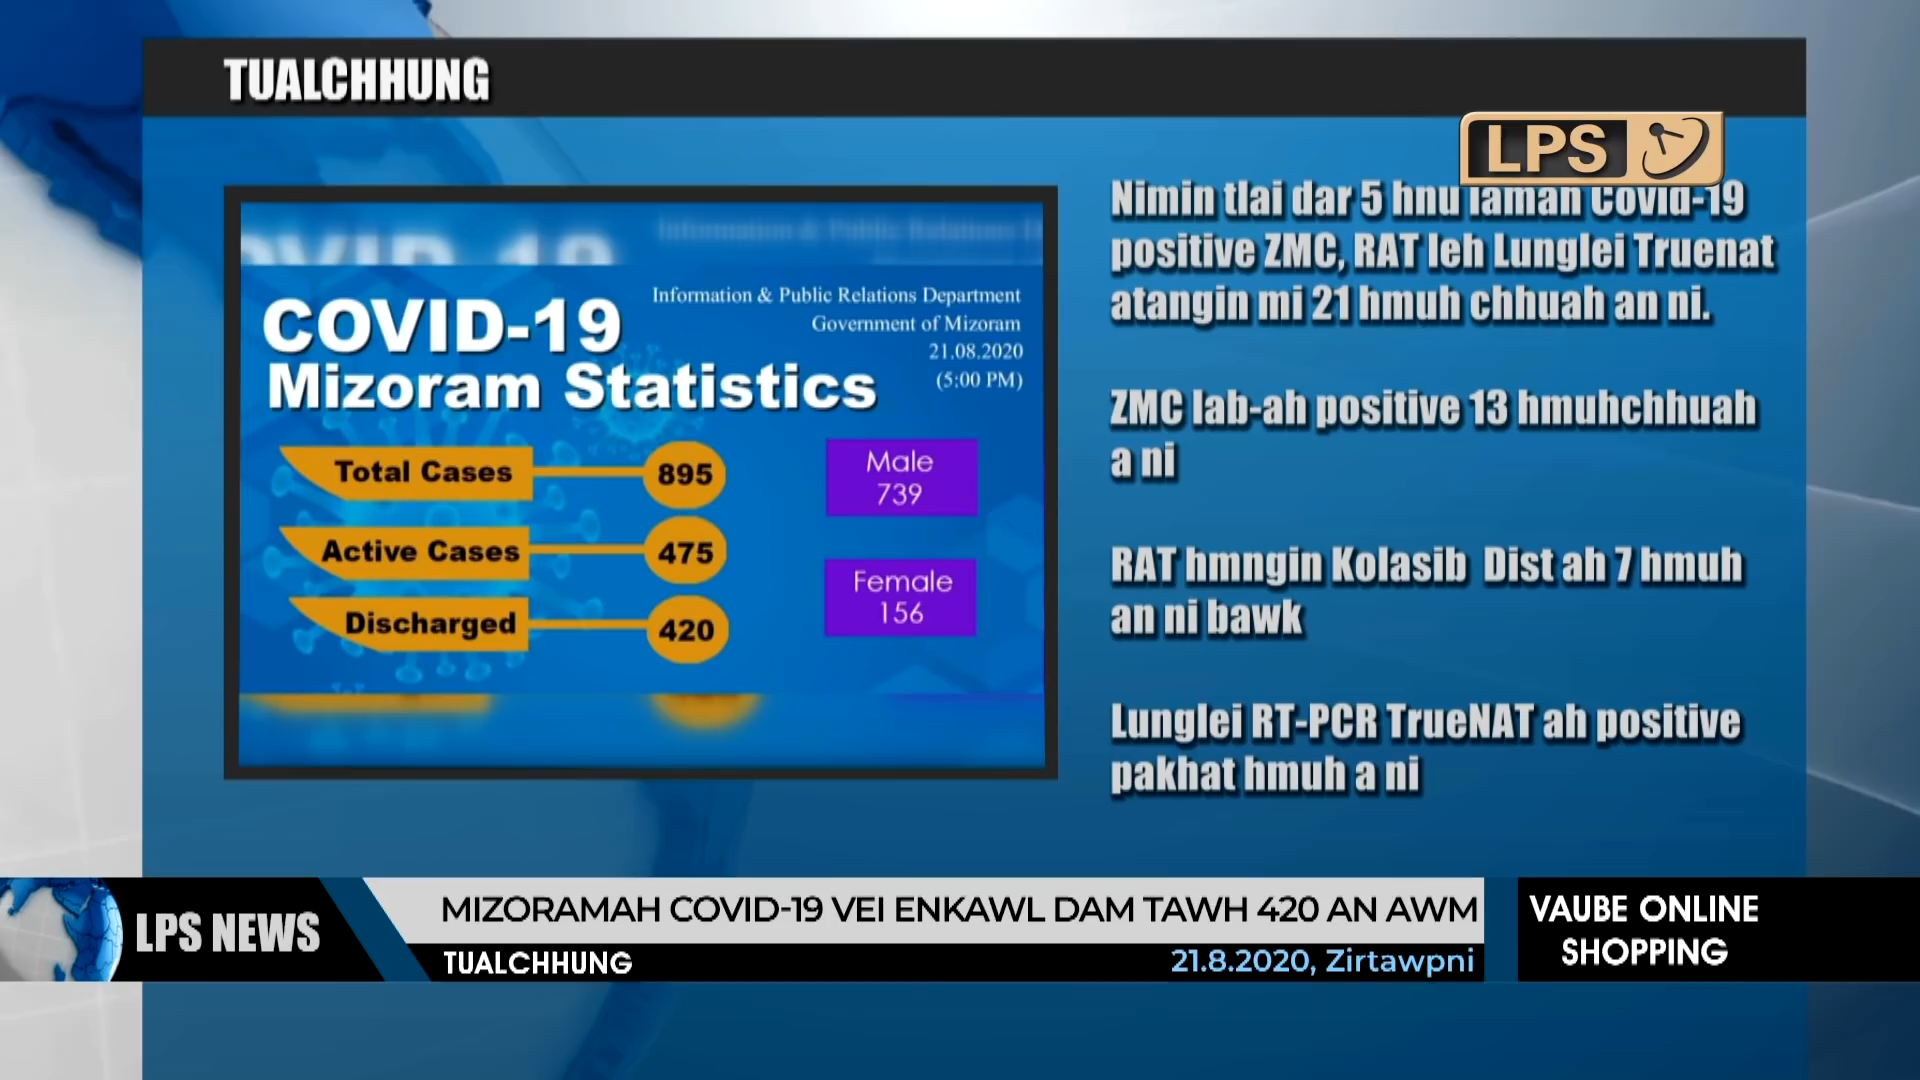 TUALCHHUNG
LPS
Information & Public Relations Department
Government of Mizoram
21.08.2020
(5:00 PM)
COVID-19
Mizoram Statistics
Total Cases 895
Active Cases 475
Discharged 420
Male
739
Female
156
Nimin tlai dar 5 hnu lamah Covid-19
positive ZMC, RAT leh Lunglei Truenat
atangin mi 21 hmuh chhuah an ni.
ZMC lab-ah positive 13 hmuhchhuah
a ni
RAT hmngin Kolasib Dist ah 7 hmuh
an ni bawk
Lunglei RT-PCR TrueNAT ah positive
pakhat hmuh a ni
LPS NEWS
MIZORAMAH COVID-19 VEI ENKAWL DAM TAWH 420 AN AWM
TUALCHHUNG
21.8.2020, Zirtawpni
VAUBE ONLINE
SHOPPING